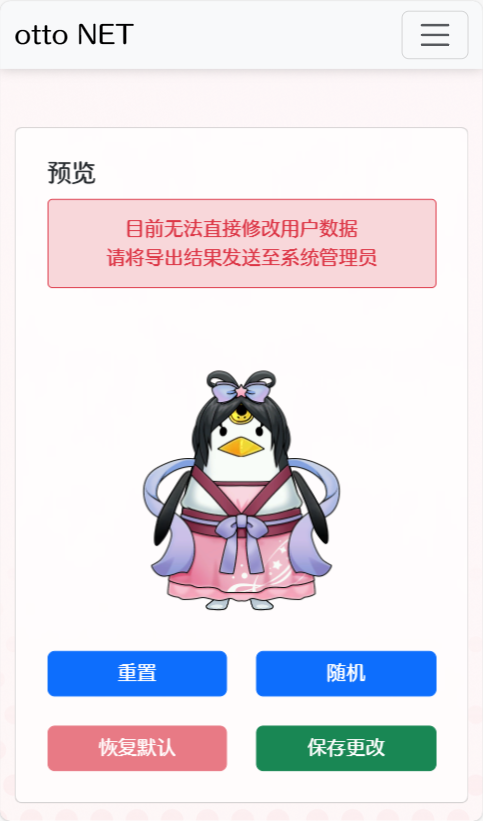 otto NET
预览
目前无法直接修改用户数据
请将导出结果发送至系统管理员
重置
随机
恢复默认
保存更改